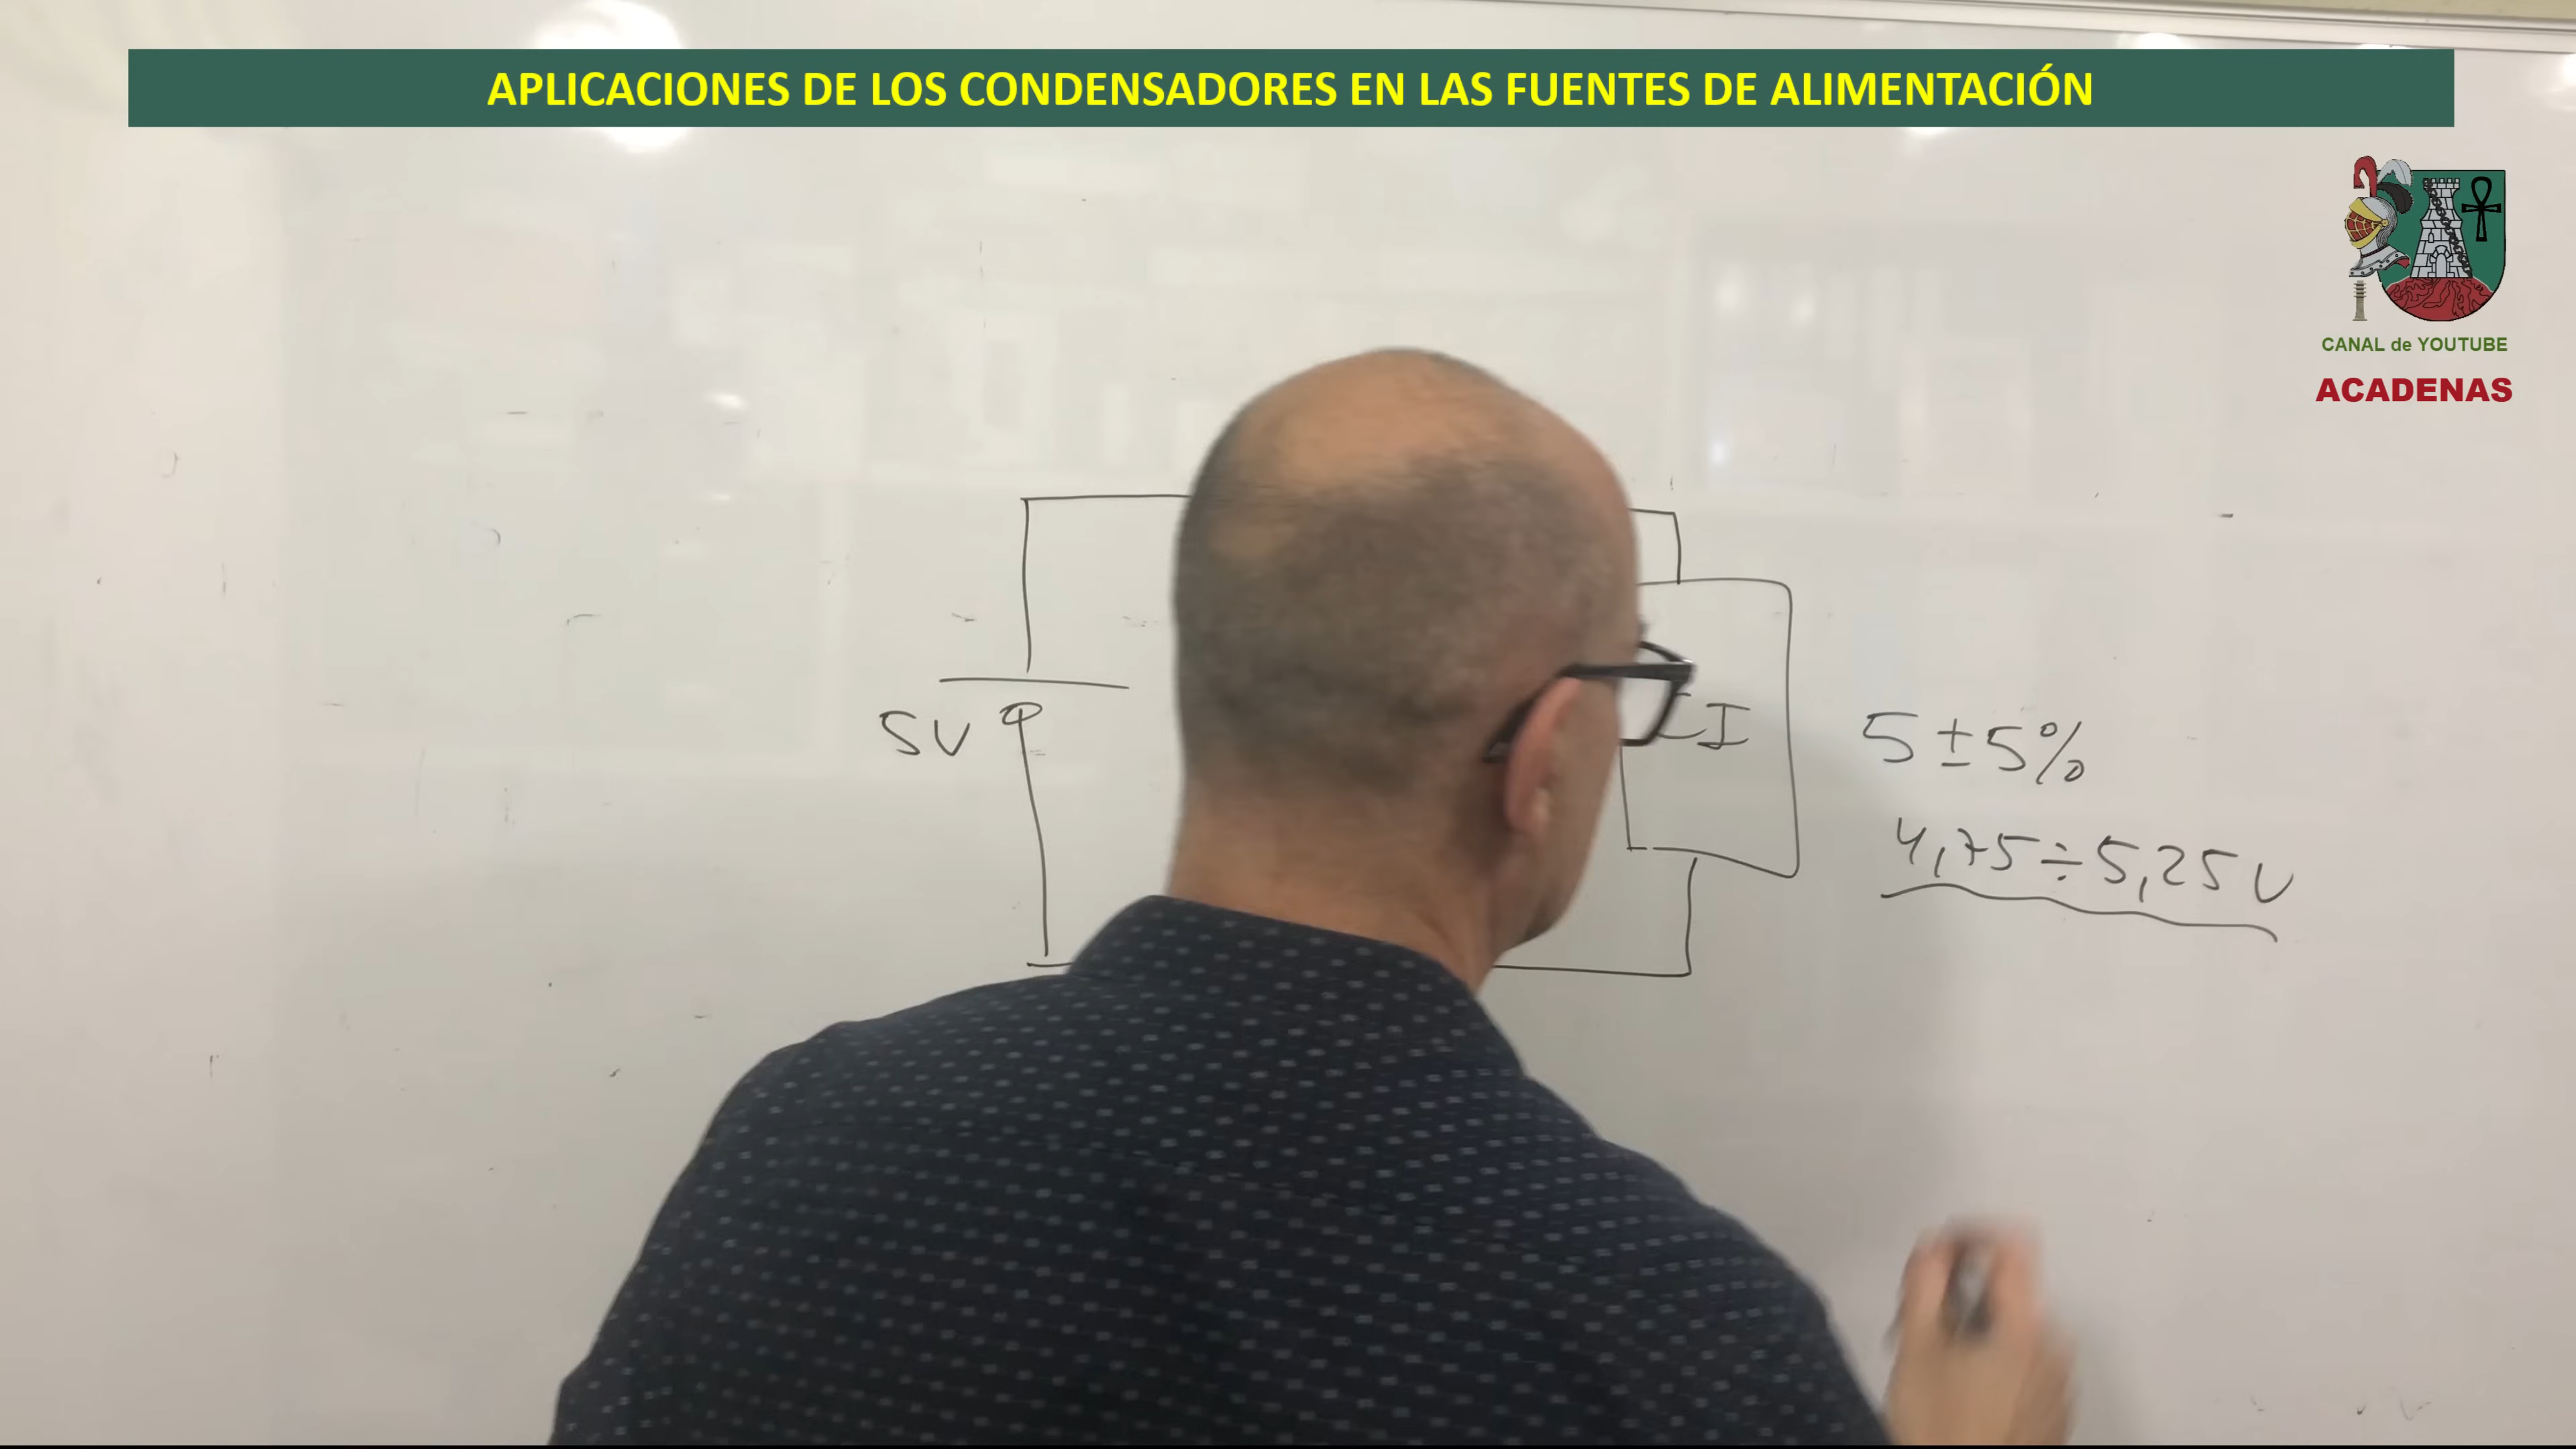 APLICACIONES DE LOS CONDENSADORES EN LAS FUENTES DE ALIMENTACIÓN
CANAL de YOUTUBE
ACADENAS
5V
CI
5 ± 5%
4,75 ÷ 5,25 V